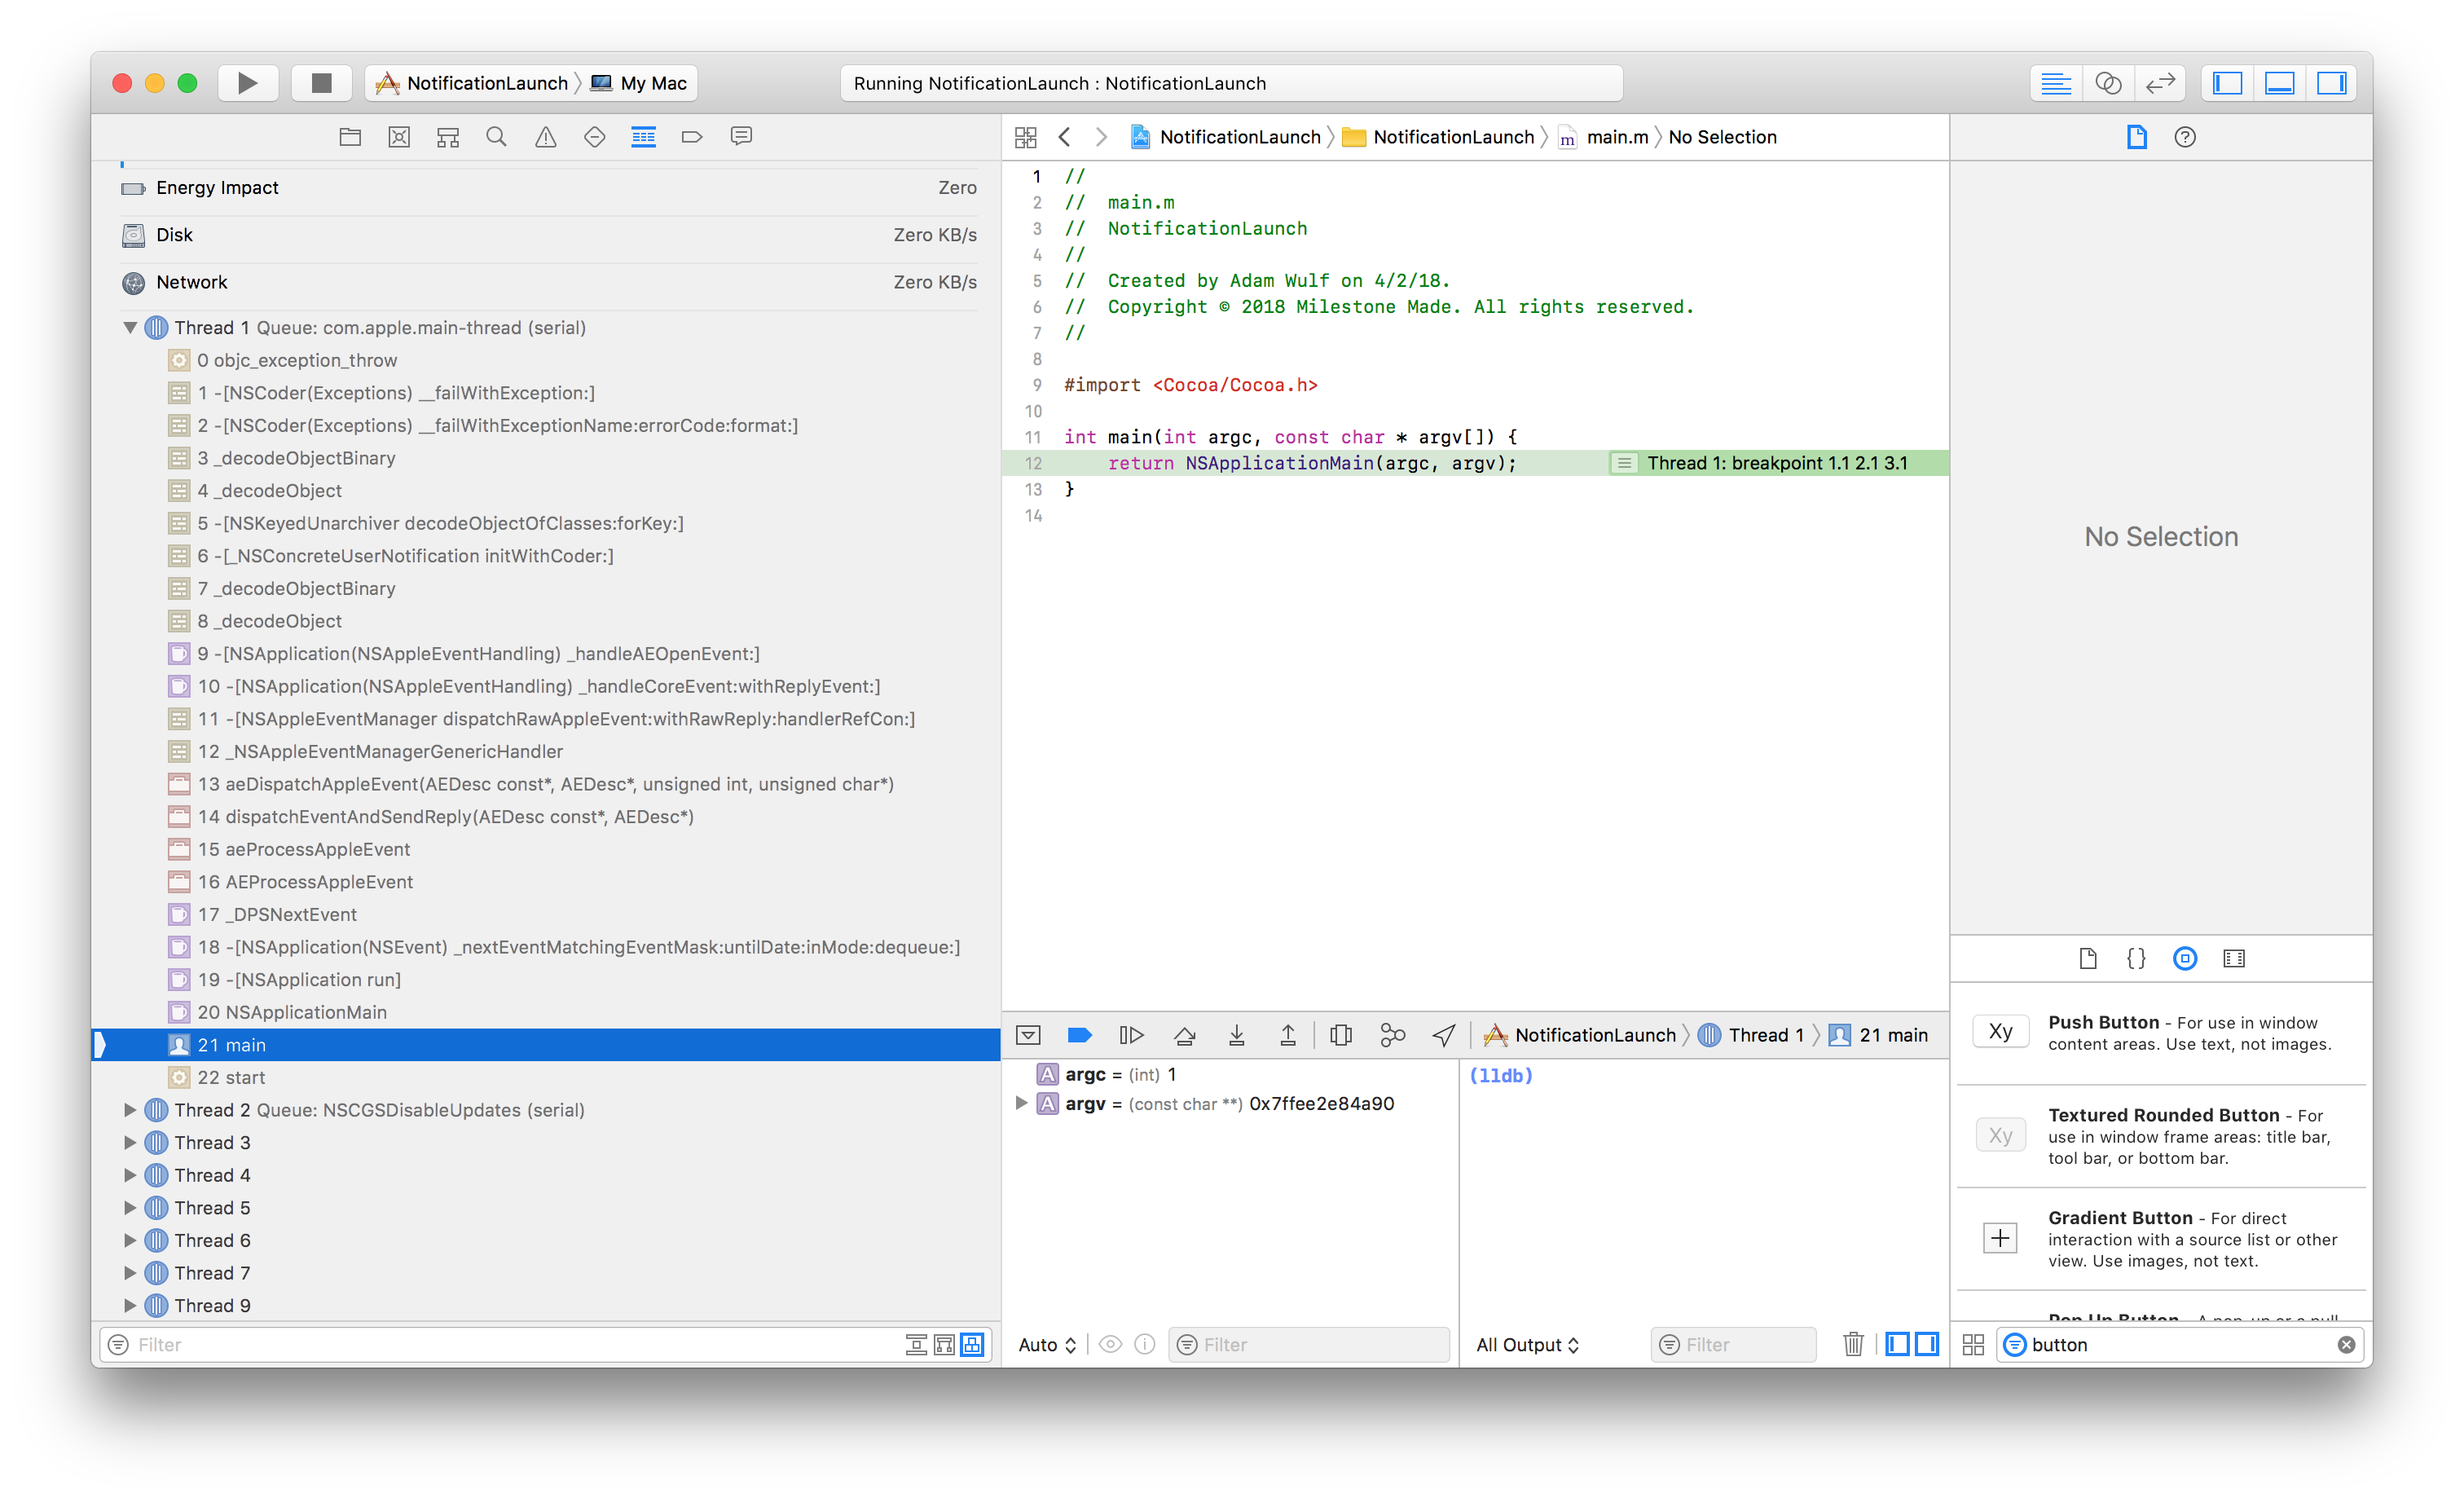 NotificationLaunch 〉 My Mac
Running NotificationLaunch : NotificationLaunch
Energy Impact Zero
Disk Zero KB/s
Network Zero KB/s
Thread 1 Queue: com.apple.main-thread (serial)
0 objc_exception_throw
1 -[NSCoder(Exceptions) __failWithException:]
2 -[NSCoder(Exceptions) __failWithExceptionName:errorCode:format:]
3 _decodeObjectBinary
4 _decodeObject
5 -[NSKeyedUnarchiver decodeObjectOfClasses:forKey:]
6 -[_NSConcreteUserNotification initWithCoder:]
7 _decodeObjectBinary
8 _decodeObject
9 -[NSApplication(NSAppleEventHandling) _handleAEOpenEvent:]
10 -[NSApplication(NSAppleEventHandling) _handleCoreEvent:withReplyEvent:]
11 -[NSAppleEventManager dispatchRawAppleEvent:withRawReply:handlerRefCon:]
12 _NSAppleEventManagerGenericHandler
13 aeDispatchAppleEvent(AEDesc const*, AEDesc*, unsigned int, unsigned char*)
14 dispatchEventAndSendReply(AEDesc const*, AEDesc*)
15 aeProcessAppleEvent
16 AEProcessAppleEvent
17 _DPSNextEvent
18 -[NSApplication(NSEvent) _nextEventMatchingEventMask:untilDate:inMode:dequeue:]
19 -[NSApplication run]
20 NSApplicationMain
21 main
22 start
Thread 2 Queue: NSCGSDisableUpdates (serial)
Thread 3
Thread 4
Thread 5
Thread 6
Thread 7
Thread 9
Filter
NotificationLaunch 〉 NotificationLaunch 〉 m main.m 〉 No Selection
1 //
2 //  main.m
3 //  NotificationLaunch
4 //
5 //  Created by Adam Wulf on 4/2/18.
6 //  Copyright © 2018 Milestone Made. All rights reserved.
7 //
8
9 #import <Cocoa/Cocoa.h>
10
11 int main(int argc, const char * argv[]) {
12     return NSApplicationMain(argc, argv); Thread 1: breakpoint 1.1 2.1 3.1
13 }
14
NotificationLaunch 〉 Thread 1 〉 21 main
A argc = (int) 1
A argv = (const char **) 0x7ffee2e84a90
(lldb)
Auto Filter
All Output Filter
No Selection
{}
Xy Push Button - For use in window
content areas. Use text, not images.
Xy Textured Rounded Button - For
use in window frame areas: title bar,
tool bar, or bottom bar.
Gradient Button - For direct
interaction with a source list or other
view. Use images, not text.
Pop Up Button - A pop-up or a pull
button